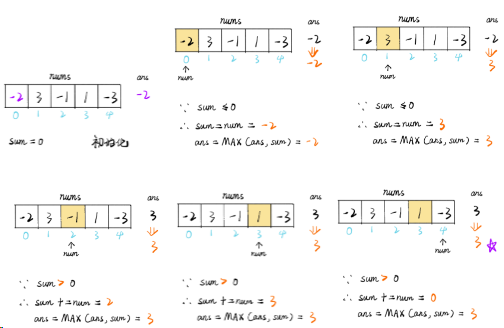 nums
ans
-2 3 -1 1 -3
-2
0 1 2 3 4
sum = 0
初始化
nums
ans
-2 3 -1 1 -3
-2
-2
0 1 2 3 4
num
∵ sum ≤ 0
∴ sum = num = -2
ans = MAX (ans, sum) = -2
nums
ans
-2 3 -1 1 -3
-2
3
0 1 2 3 4
num
∵ sum ≤ 0
∴ sum = num = 3
ans = MAX (ans, sum) = 3
nums
ans
-2 3 -1 1 -3
3
3
0 1 2 3 4
num
∵ sum > 0
∴ sum += num = 2
ans = MAX (ans, sum) = 3
nums
ans
-2 3 -1 1 -3
3
3
0 1 2 3 4
num
∵ sum > 0
∴ sum += num = 3
ans = MAX (ans, sum) = 3
nums
ans
-2 3 -1 1 -3
3
3
0 1 2 3 4
num
∵ sum > 0
∴ sum += num = 0
ans = MAX (ans, sum) = 3